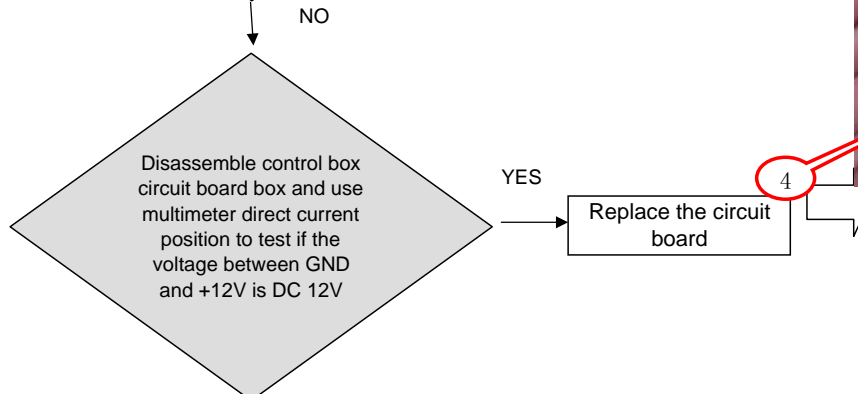 NO
Disassemble control box
circuit board box and use
multimeter direct current
position to test if the
voltage between GND
and +12V is DC 12V
YES
4
Replace the circuit
board